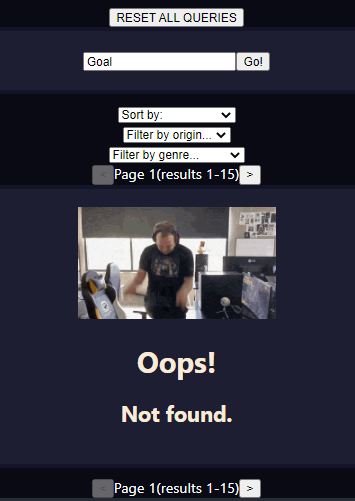 RESET ALL QUERIES
Goal Go!
Sort by:
Filter by origin...
Filter by genre...
< Page 1(results 1-15) >
Oops!
Not found.
< Page 1(results 1-15) >